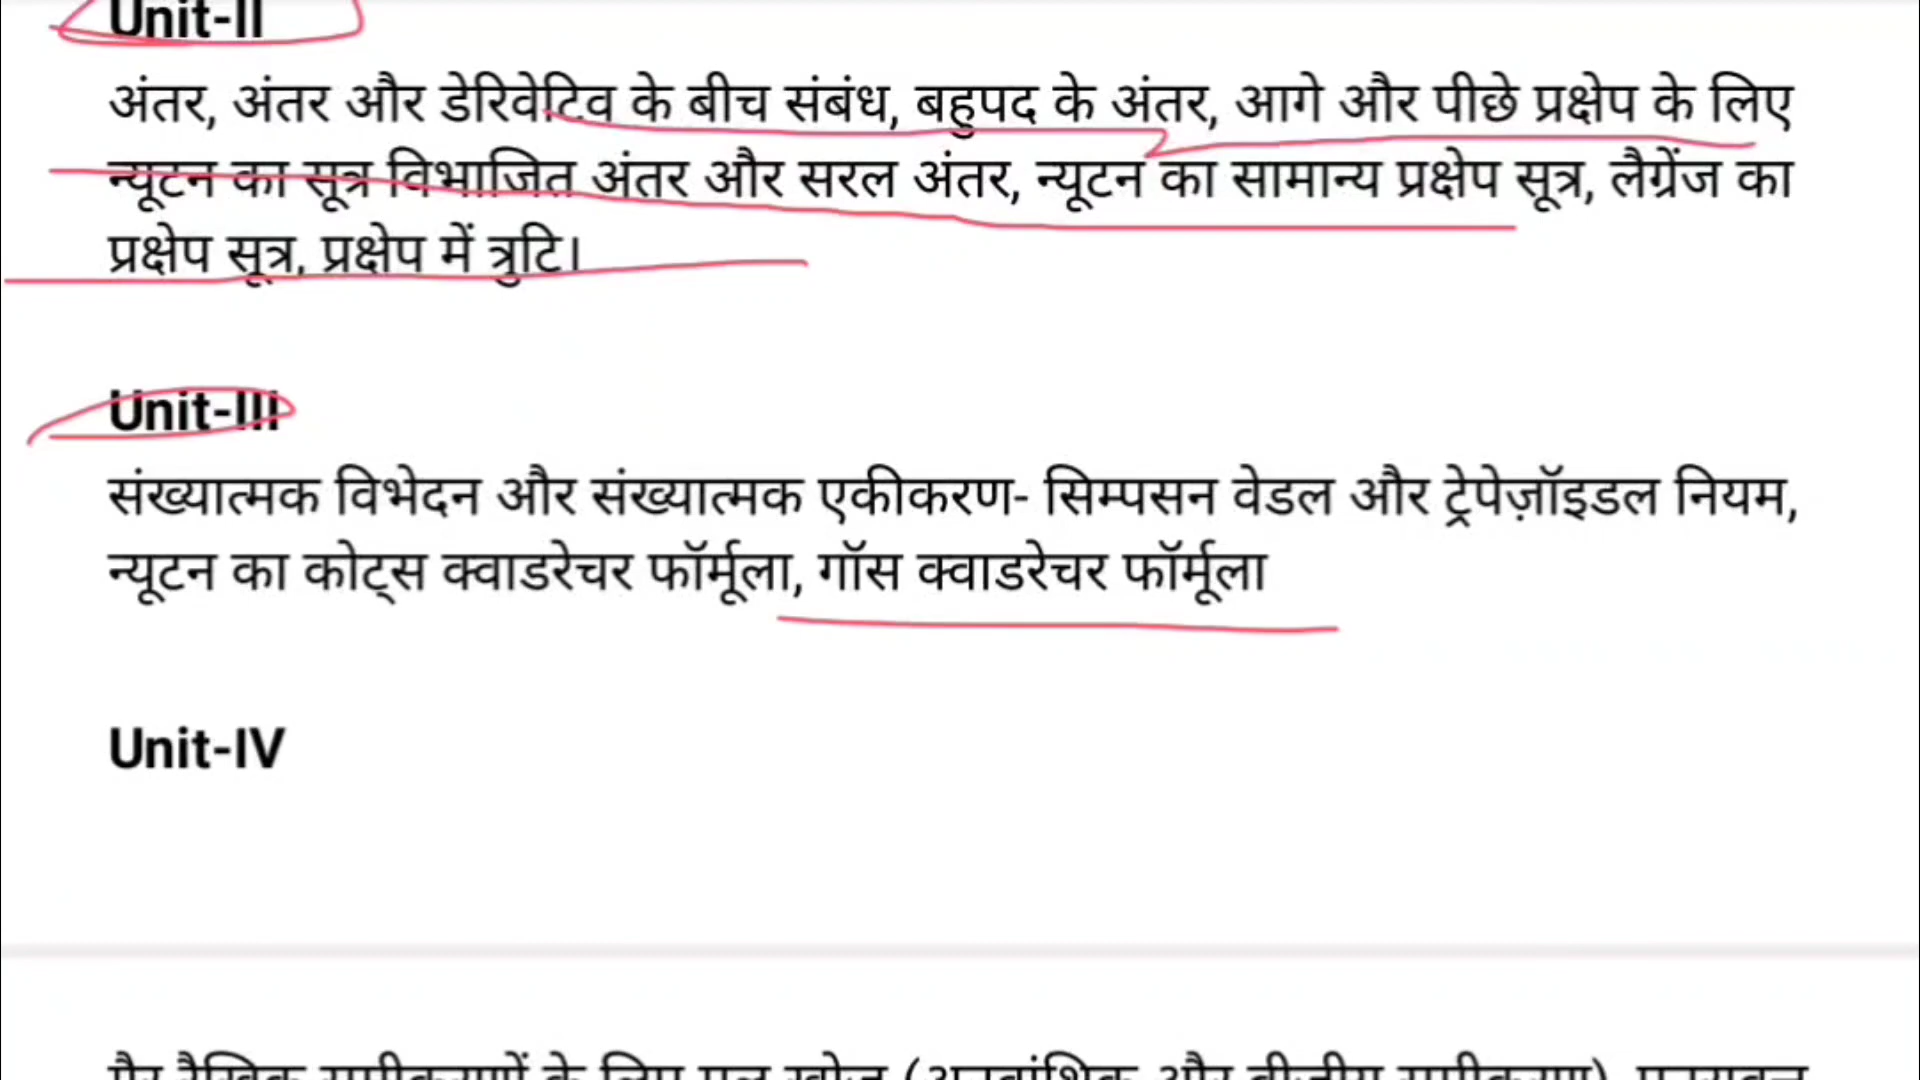 Unit-II
अंतर, अंतर और डेरिवेटिव के बीच संबंध, बहुपद के अंतर, आगे और पीछे प्रक्षेप के लिए
न्यूटन का सूत्र विभाजित अंतर और सरल अंतर, न्यूटन का सामान्य प्रक्षेप सूत्र, लैग्रेंज का
प्रक्षेप सूत्र, प्रक्षेप में त्रुटि।
Unit-III
संख्यात्मक विभेदन और संख्यात्मक एकीकरण- सिम्पसन वेडल और ट्रेपेज़ॉइडल नियम,
न्यूटन का कोट्स क्वाडरेचर फॉर्मूला, गॉस क्वाडरेचर फॉर्मूला
Unit-IV